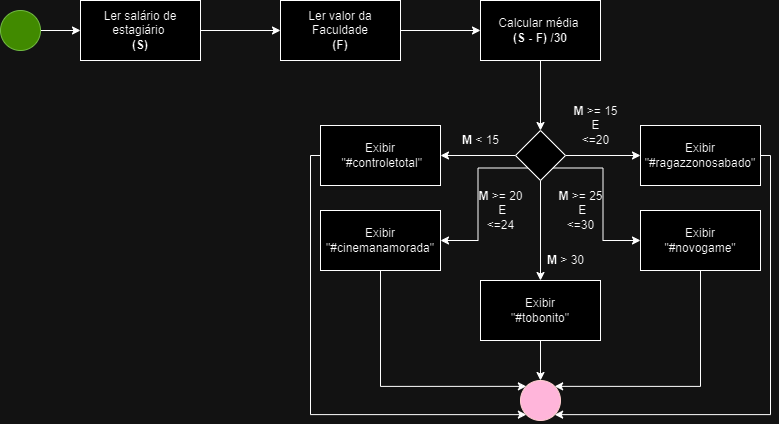 Ler salário de
estagiário
(S)
Ler valor da
Faculdade
(F)
Calcular média
(S - F) /30
M < 15
M >= 15
E
<=20
Exibir
"#controletotal"
Exibir
"#ragazzonosabado"
M >= 20
E
<=24
M >= 25
E
<=30
Exibir
"#cinemanamorada"
Exibir
"#novogame"
M > 30
Exibir
"#tobonito"